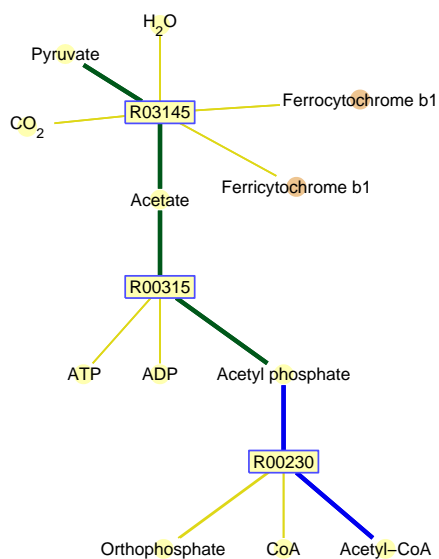 H₂O
Pyruvate
Ferrocytochrome b1
R03145
CO₂
Ferricytochrome b1
Acetate
R00315
ATP
ADP
Acetyl phosphate
R00230
Orthophosphate
CoA
Acetyl−CoA